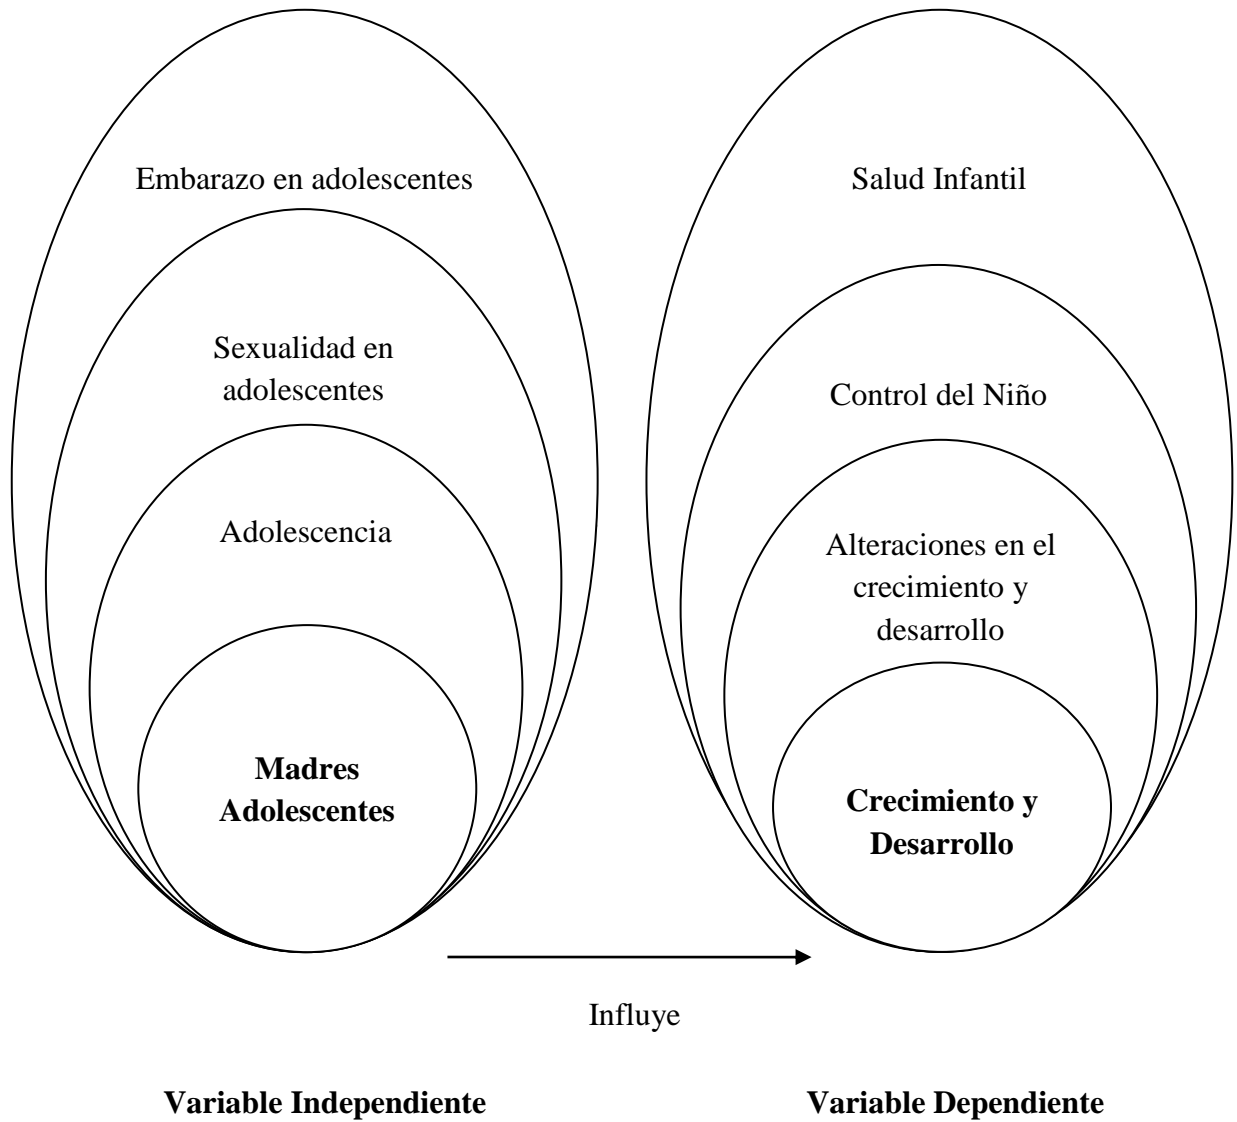 Embarazo en adolescentes
Sexualidad en
adolescentes
Adolescencia
Madres
Adolescentes
Salud Infantil
Control del Niño
Alteraciones en el
crecimiento y
desarrollo
Crecimiento y
Desarrollo
Influye
Variable Independiente
Variable Dependiente